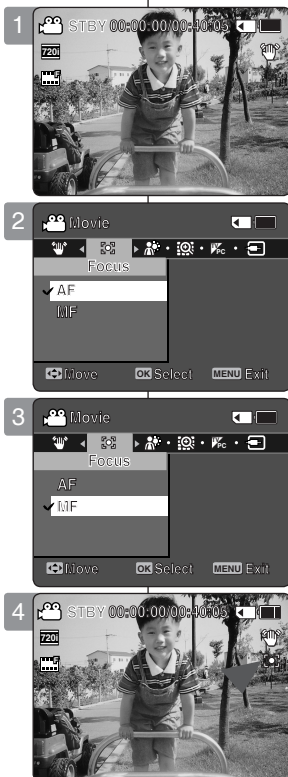 1
STBY 00:00:00/00:40:05
720i
F
2
Movie
PC
Focus
AF
MF
Move OK Select MENU Exit
3
Movie
PC
Focus
AF
MF
Move OK Select MENU Exit
4
STBY 00:00:00/00:40:05
720i
F